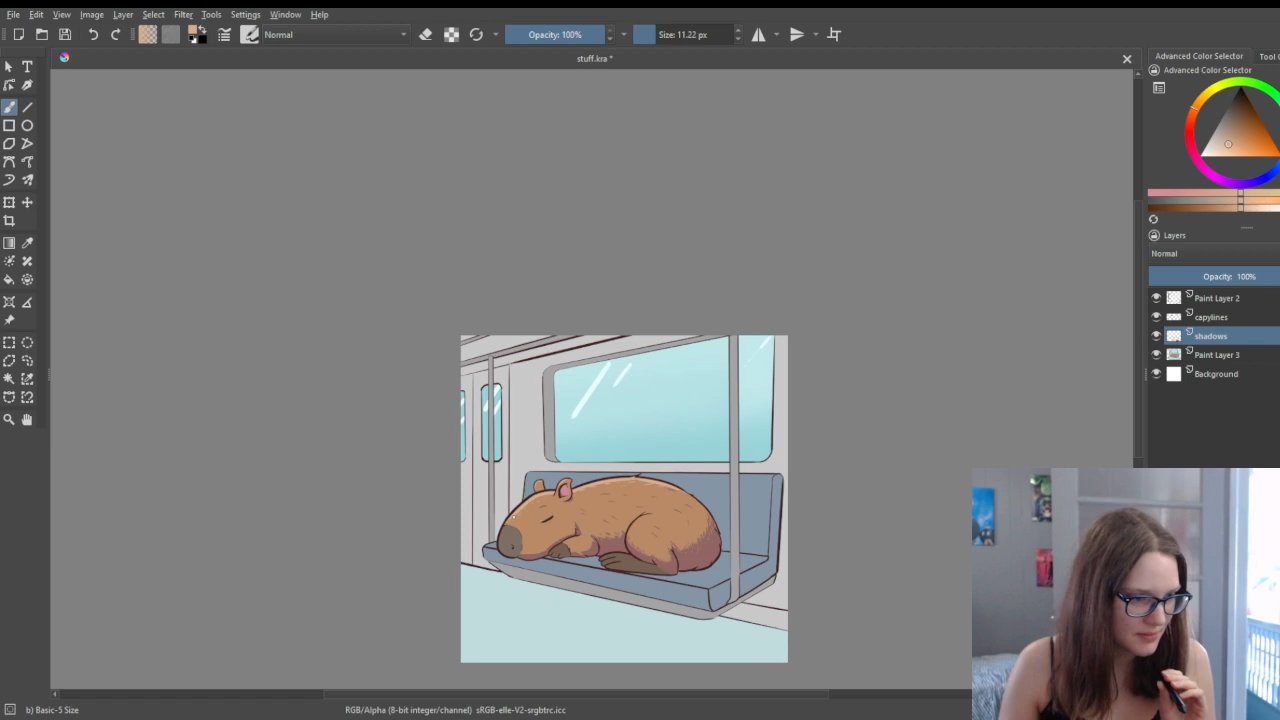 File Edit View Image Layer Select Filter Tools Settings Window Help
Normal
Opacity: 100%
Size: 11.22 px
stuff.kra *
Advanced Color Selector
Tool
Advanced Color Selector
Layers
Normal
Opacity: 100%
Paint Layer 2
capylines
shadows
Paint Layer 3
Background
b) Basic-5 Size
RGB/Alpha (8-bit integer/channel) sRGB-elle-V2-srgbtrc.icc